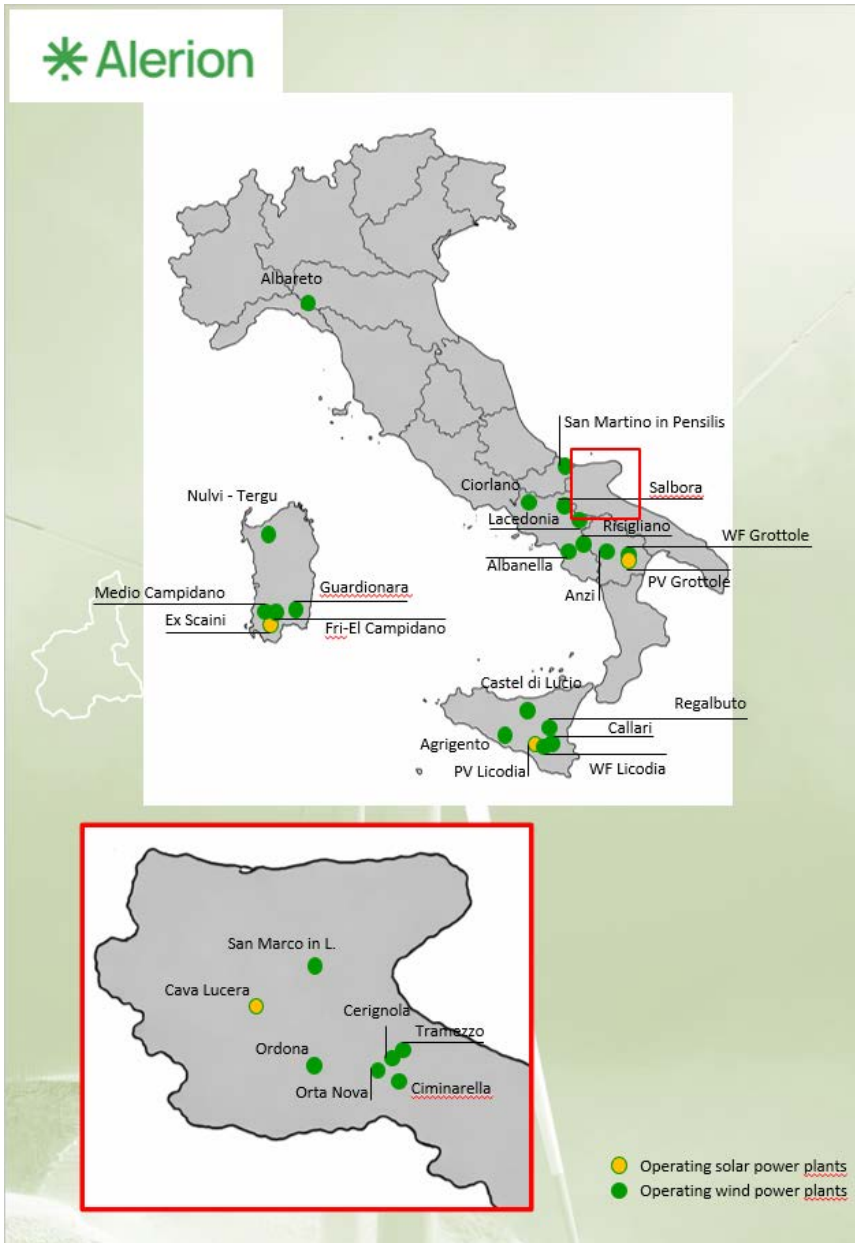 Alerion
Albareto
San Martino in Pensilis
Ciorlano
Salbora
Nulvi - Tergu
Lacedonia
Ricigliano
WF Grottole
Albanella
Medio Campidano
Guardionara
Anzi
PV Grottole
Ex Scaini
Fri-El Campidano
Castel di Lucio
Regalbuto
Callari
Agrigento
PV Licodia
WF Licodia
San Marco in L.
Cava Lucera
Cerignola
Tramezzo
Ordona
Orta Nova
Ciminarella
Operating solar power plants
Operating wind power plants